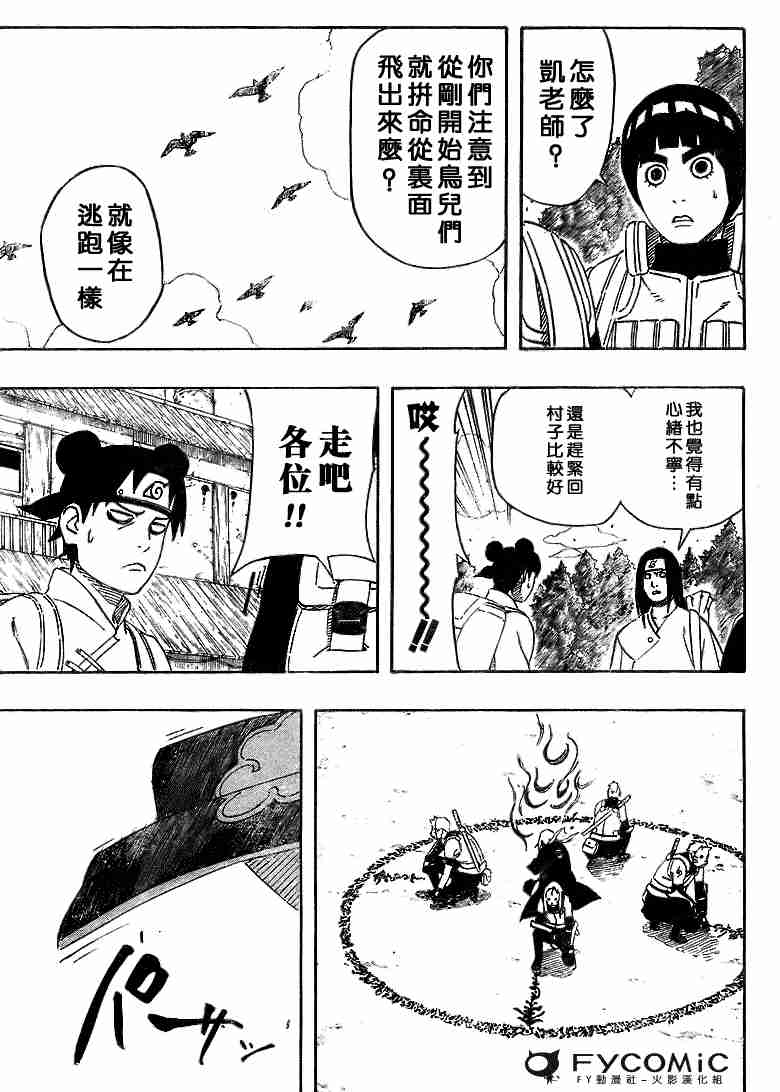 怎麼了
凱老師？
你們注意到
從剛開始鳥兒們
就拚命從裏面
飛出來麼？
就像在
逃跑一樣
我也覺得有點
心緒不寧…
還是趕緊回
村子比較好
哎～～～～!!
走吧
各位!!
バサッ
FYCOMiC
FY動漫社-火影漢化組